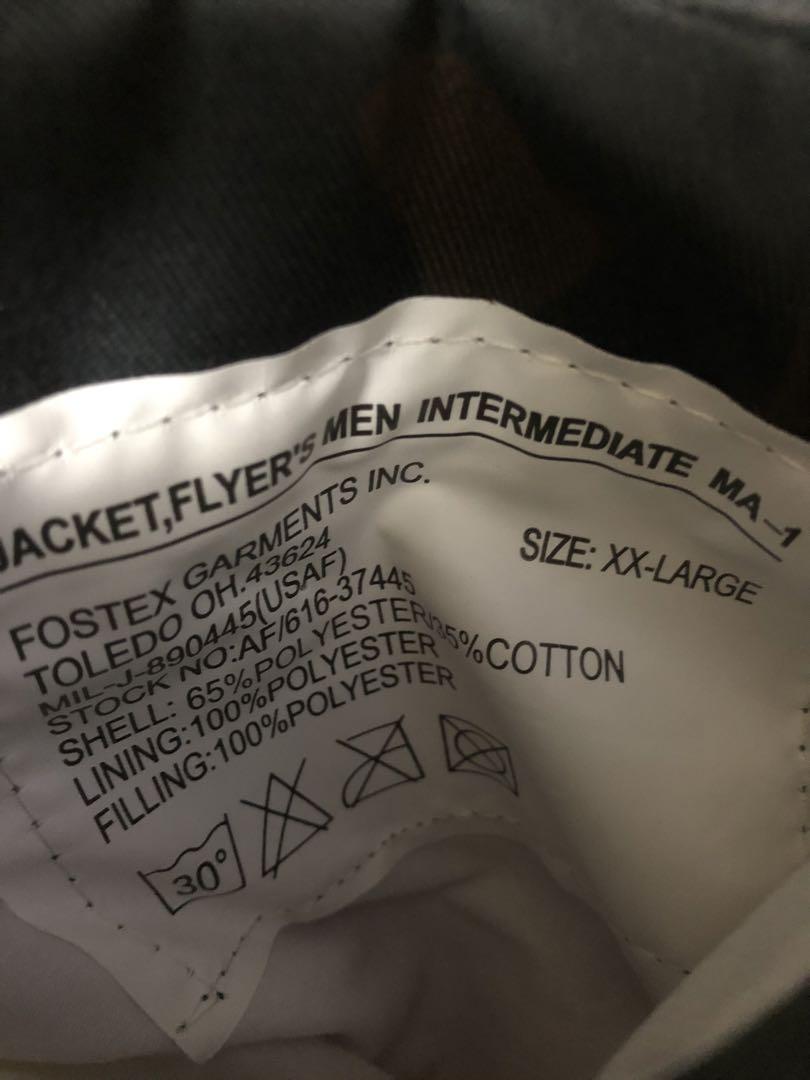 JACKET,FLYER'S MEN INTERMEDIATE MA-1
FOSTEX GARMENTS INC.
SIZE: XX-LARGE
TOLEDO OH.43624
MIL-J-890445(USAF)
STOCK NO:AF/616-37445
SHELL: 65%POLYESTER/35%COTTON
LINING:100%POLYESTER
FILLING:100%POLYESTER
30°